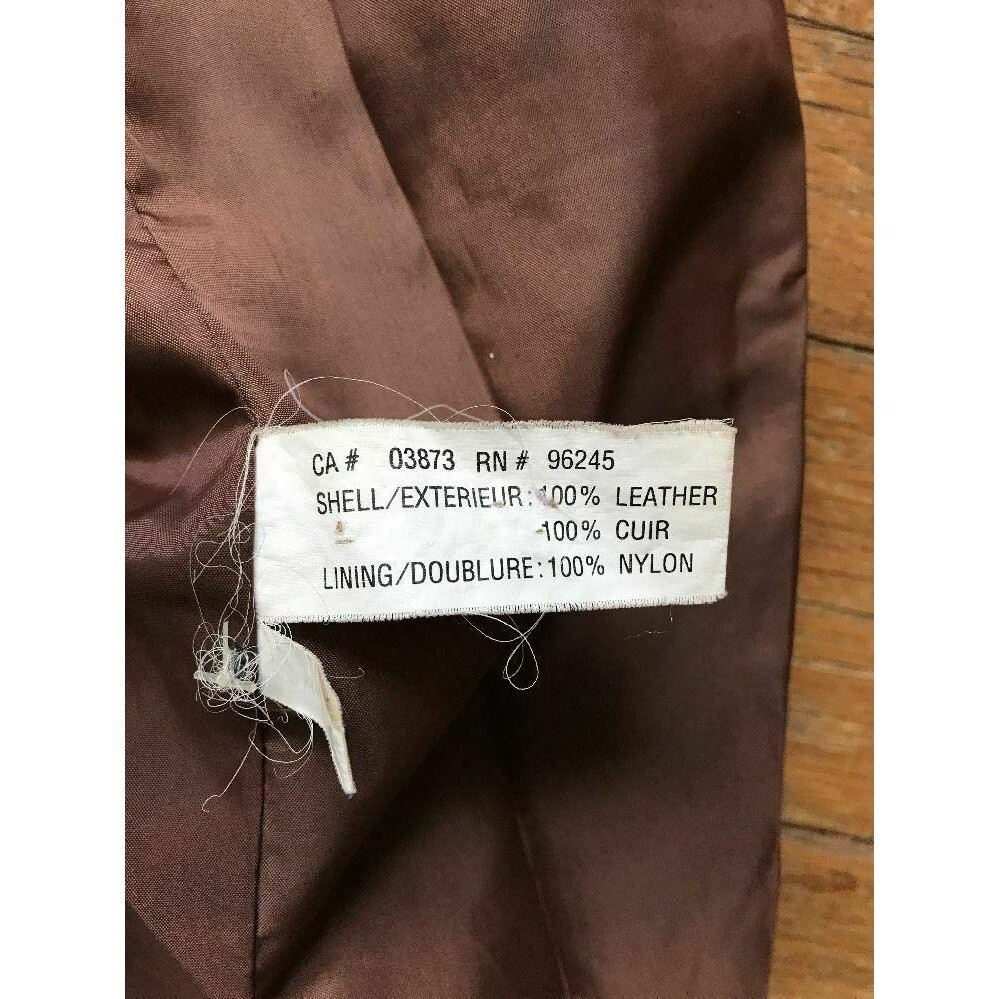 CA # 03873 RN # 96245
SHELL/EXTERIEUR: 100% LEATHER
100% CUIR
LINING/DOUBLURE: 100% NYLON